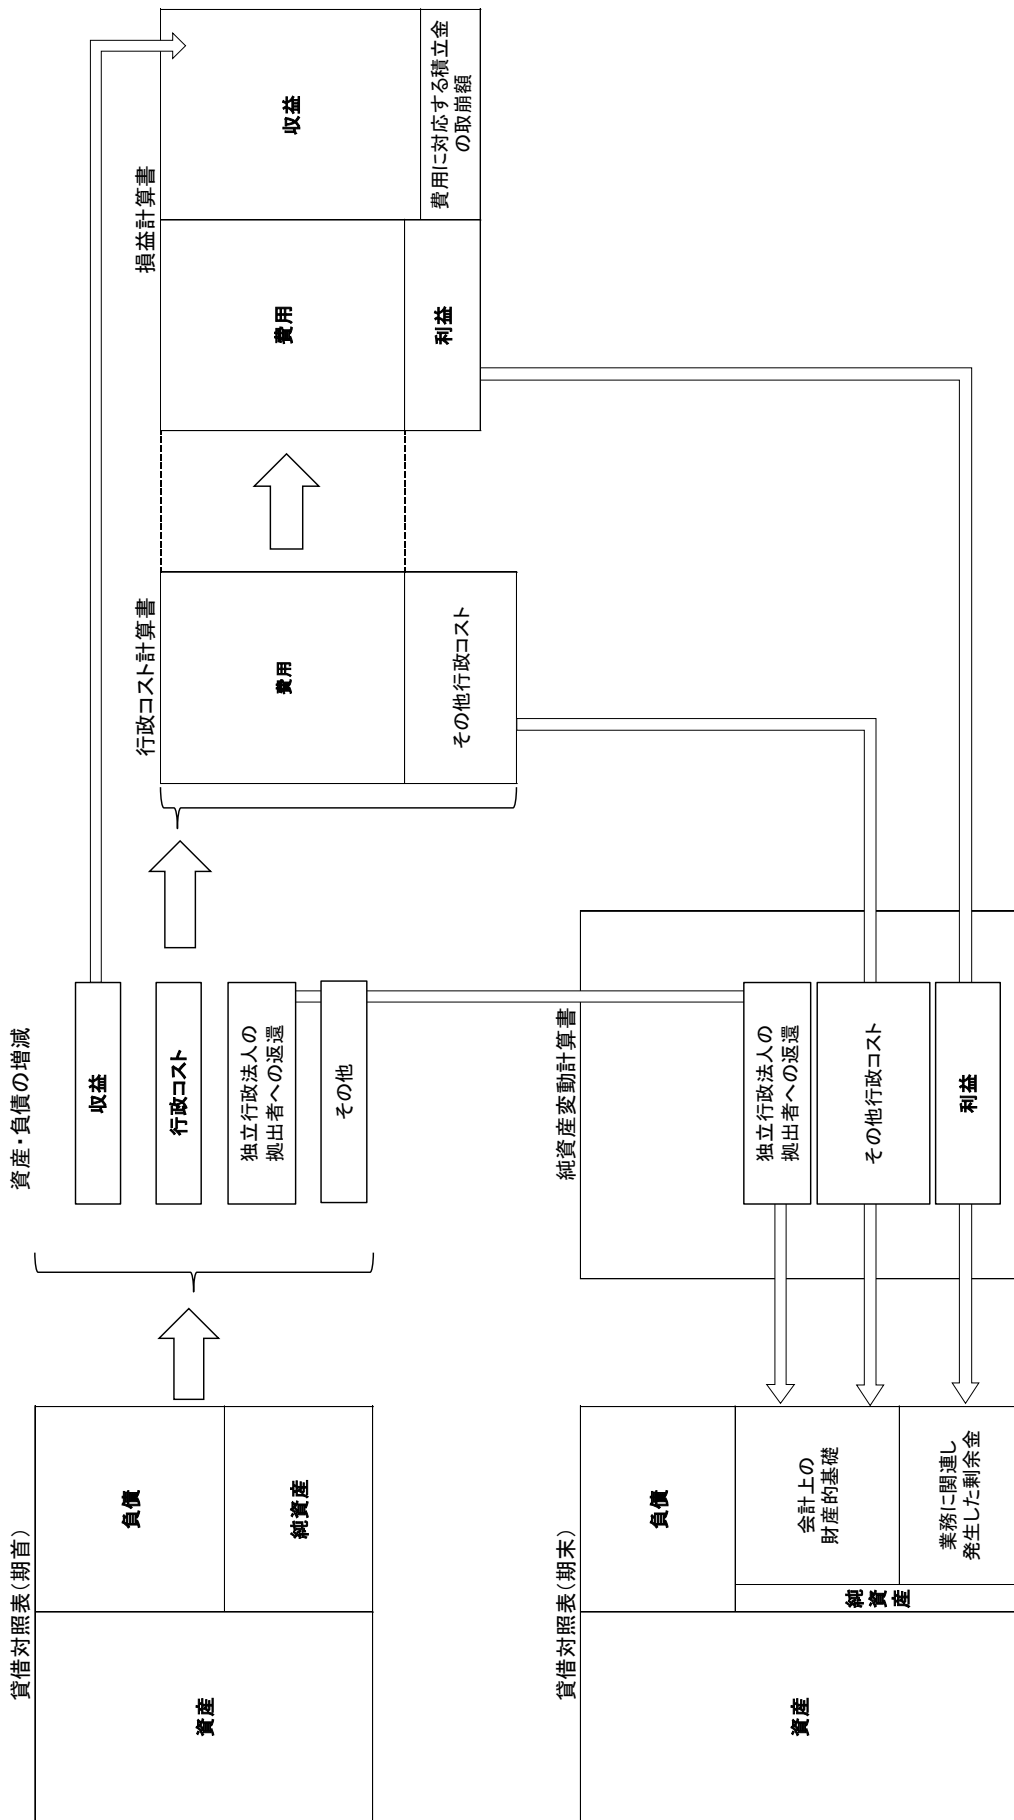 貸借対照表(期首)
資産
負債
純資産
資産・負債の増減
収益
行政コスト
独立行政法人の
拠出者への返還
その他
行政コスト計算書
費用
その他行政コスト
損益計算書
費用
利益
収益
費用に対応する積立金
の取崩額
貸借対照表(期末)
資産
負債
純資産
会計上の
財産的基礎
業務に関連し
発生した剰余金
純資産変動計算書
独立行政法人の
拠出者への返還
その他行政コスト
利益